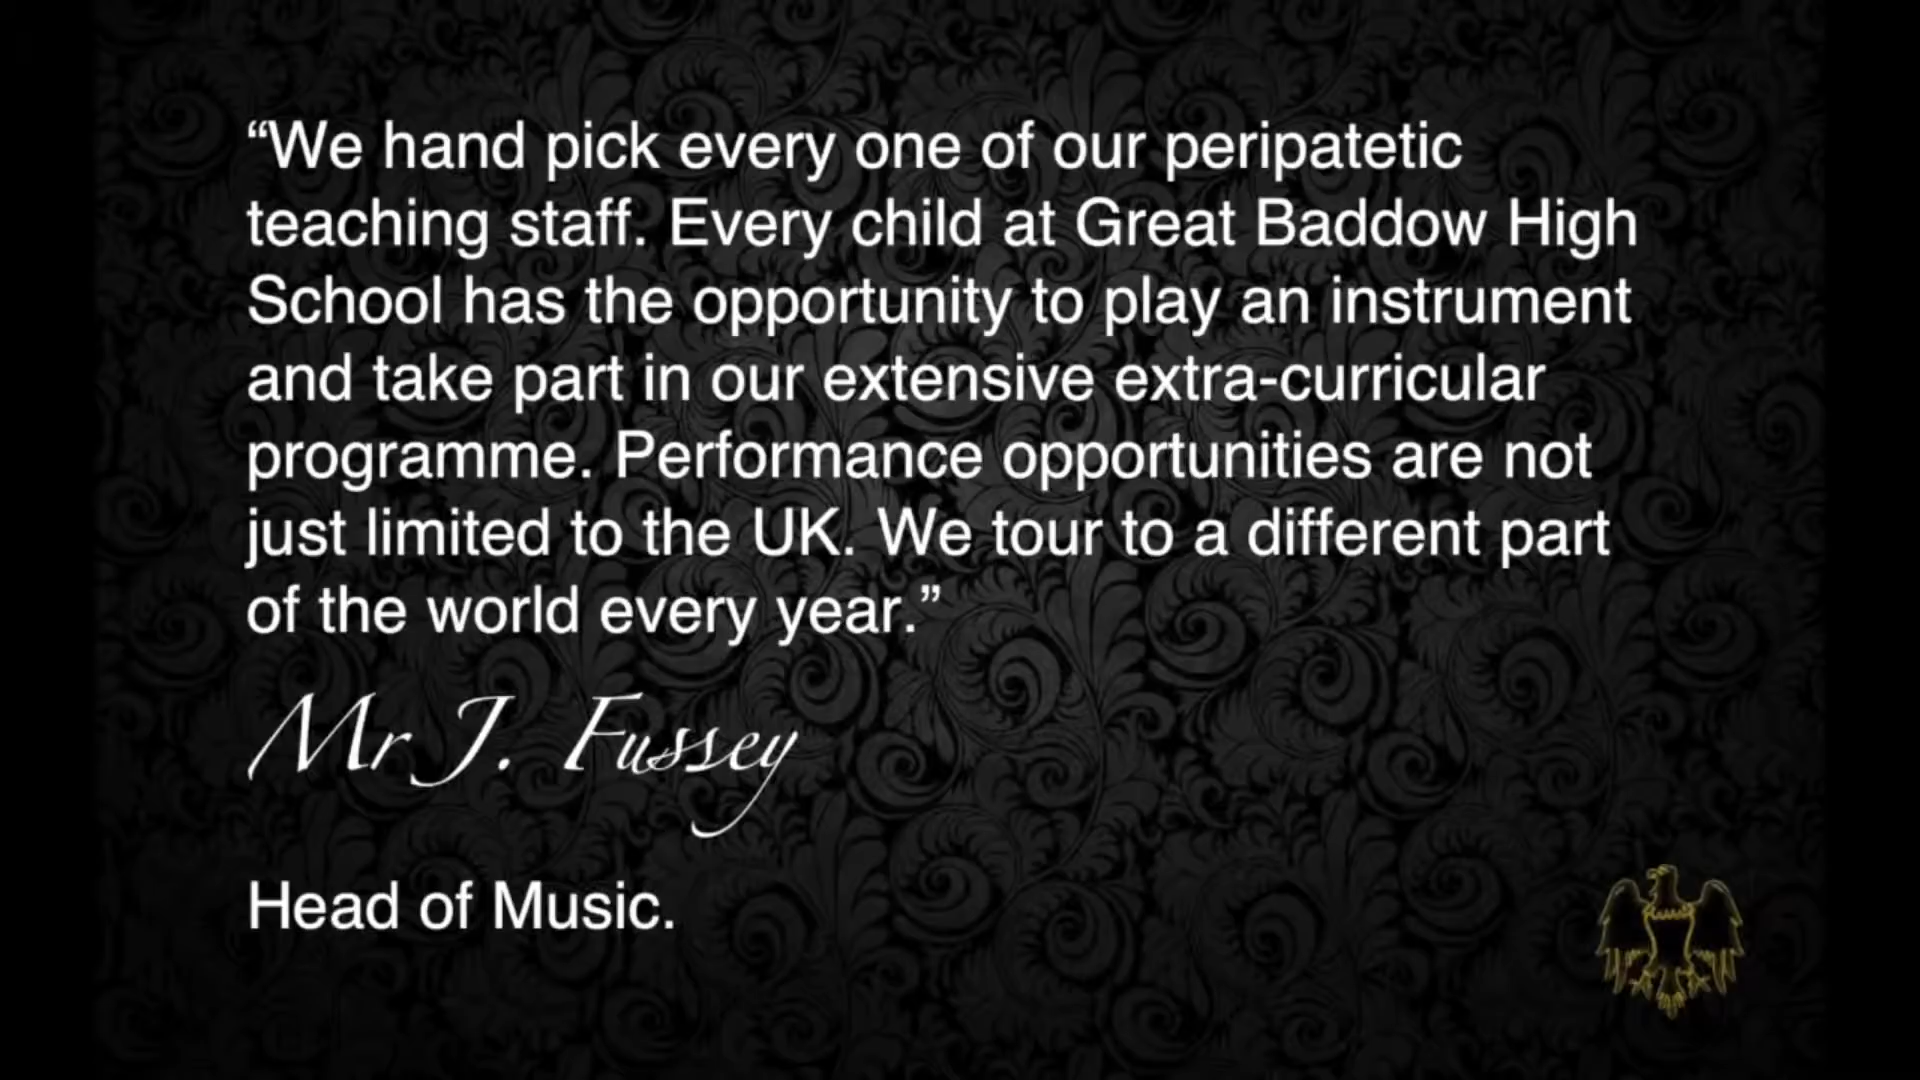 “We hand pick every one of our peripatetic
teaching staff. Every child at Great Baddow High
School has the opportunity to play an instrument
and take part in our extensive extra-curricular
programme. Performance opportunities are not
just limited to the UK. We tour to a different part
of the world every year.”
Mr J. Fussey
Head of Music.